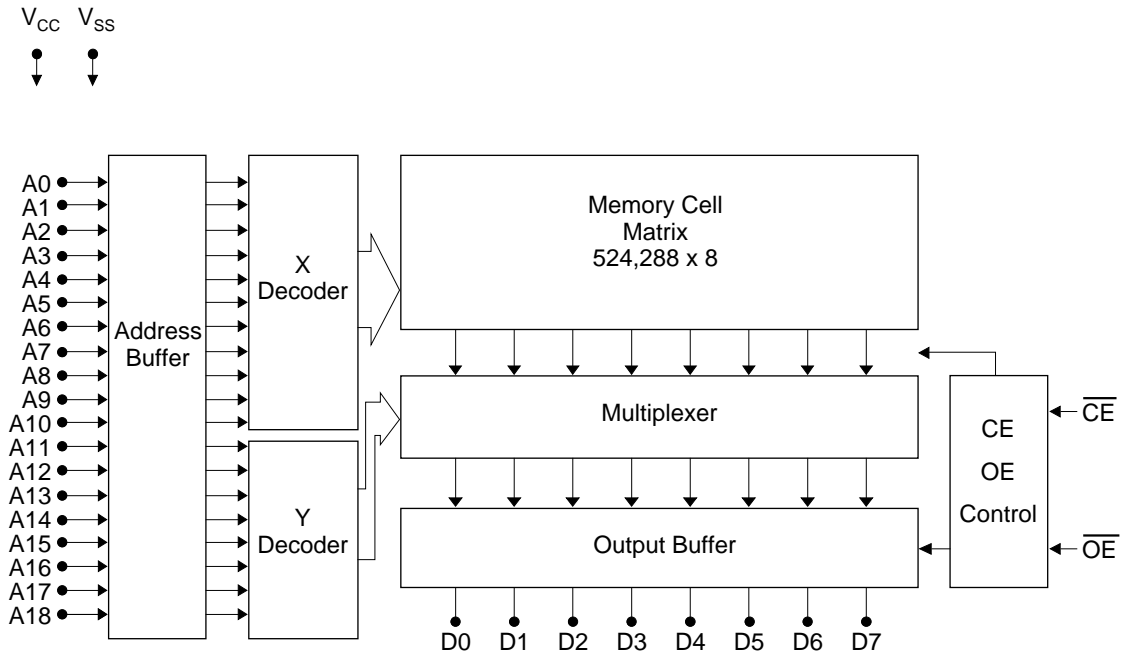 VCC VSS
A0
A1
A2
A3
A4
A5
A6
A7
A8
A9
A10
A11
A12
A13
A14
A15
A16
A17
A18
Address
Buffer
X
Decoder
Y
Decoder
Memory Cell
Matrix
524,288 x 8
Multiplexer
Output Buffer
CE
OE
Control
C̅E̅
O̅E̅
D0 D1 D2 D3 D4 D5 D6 D7